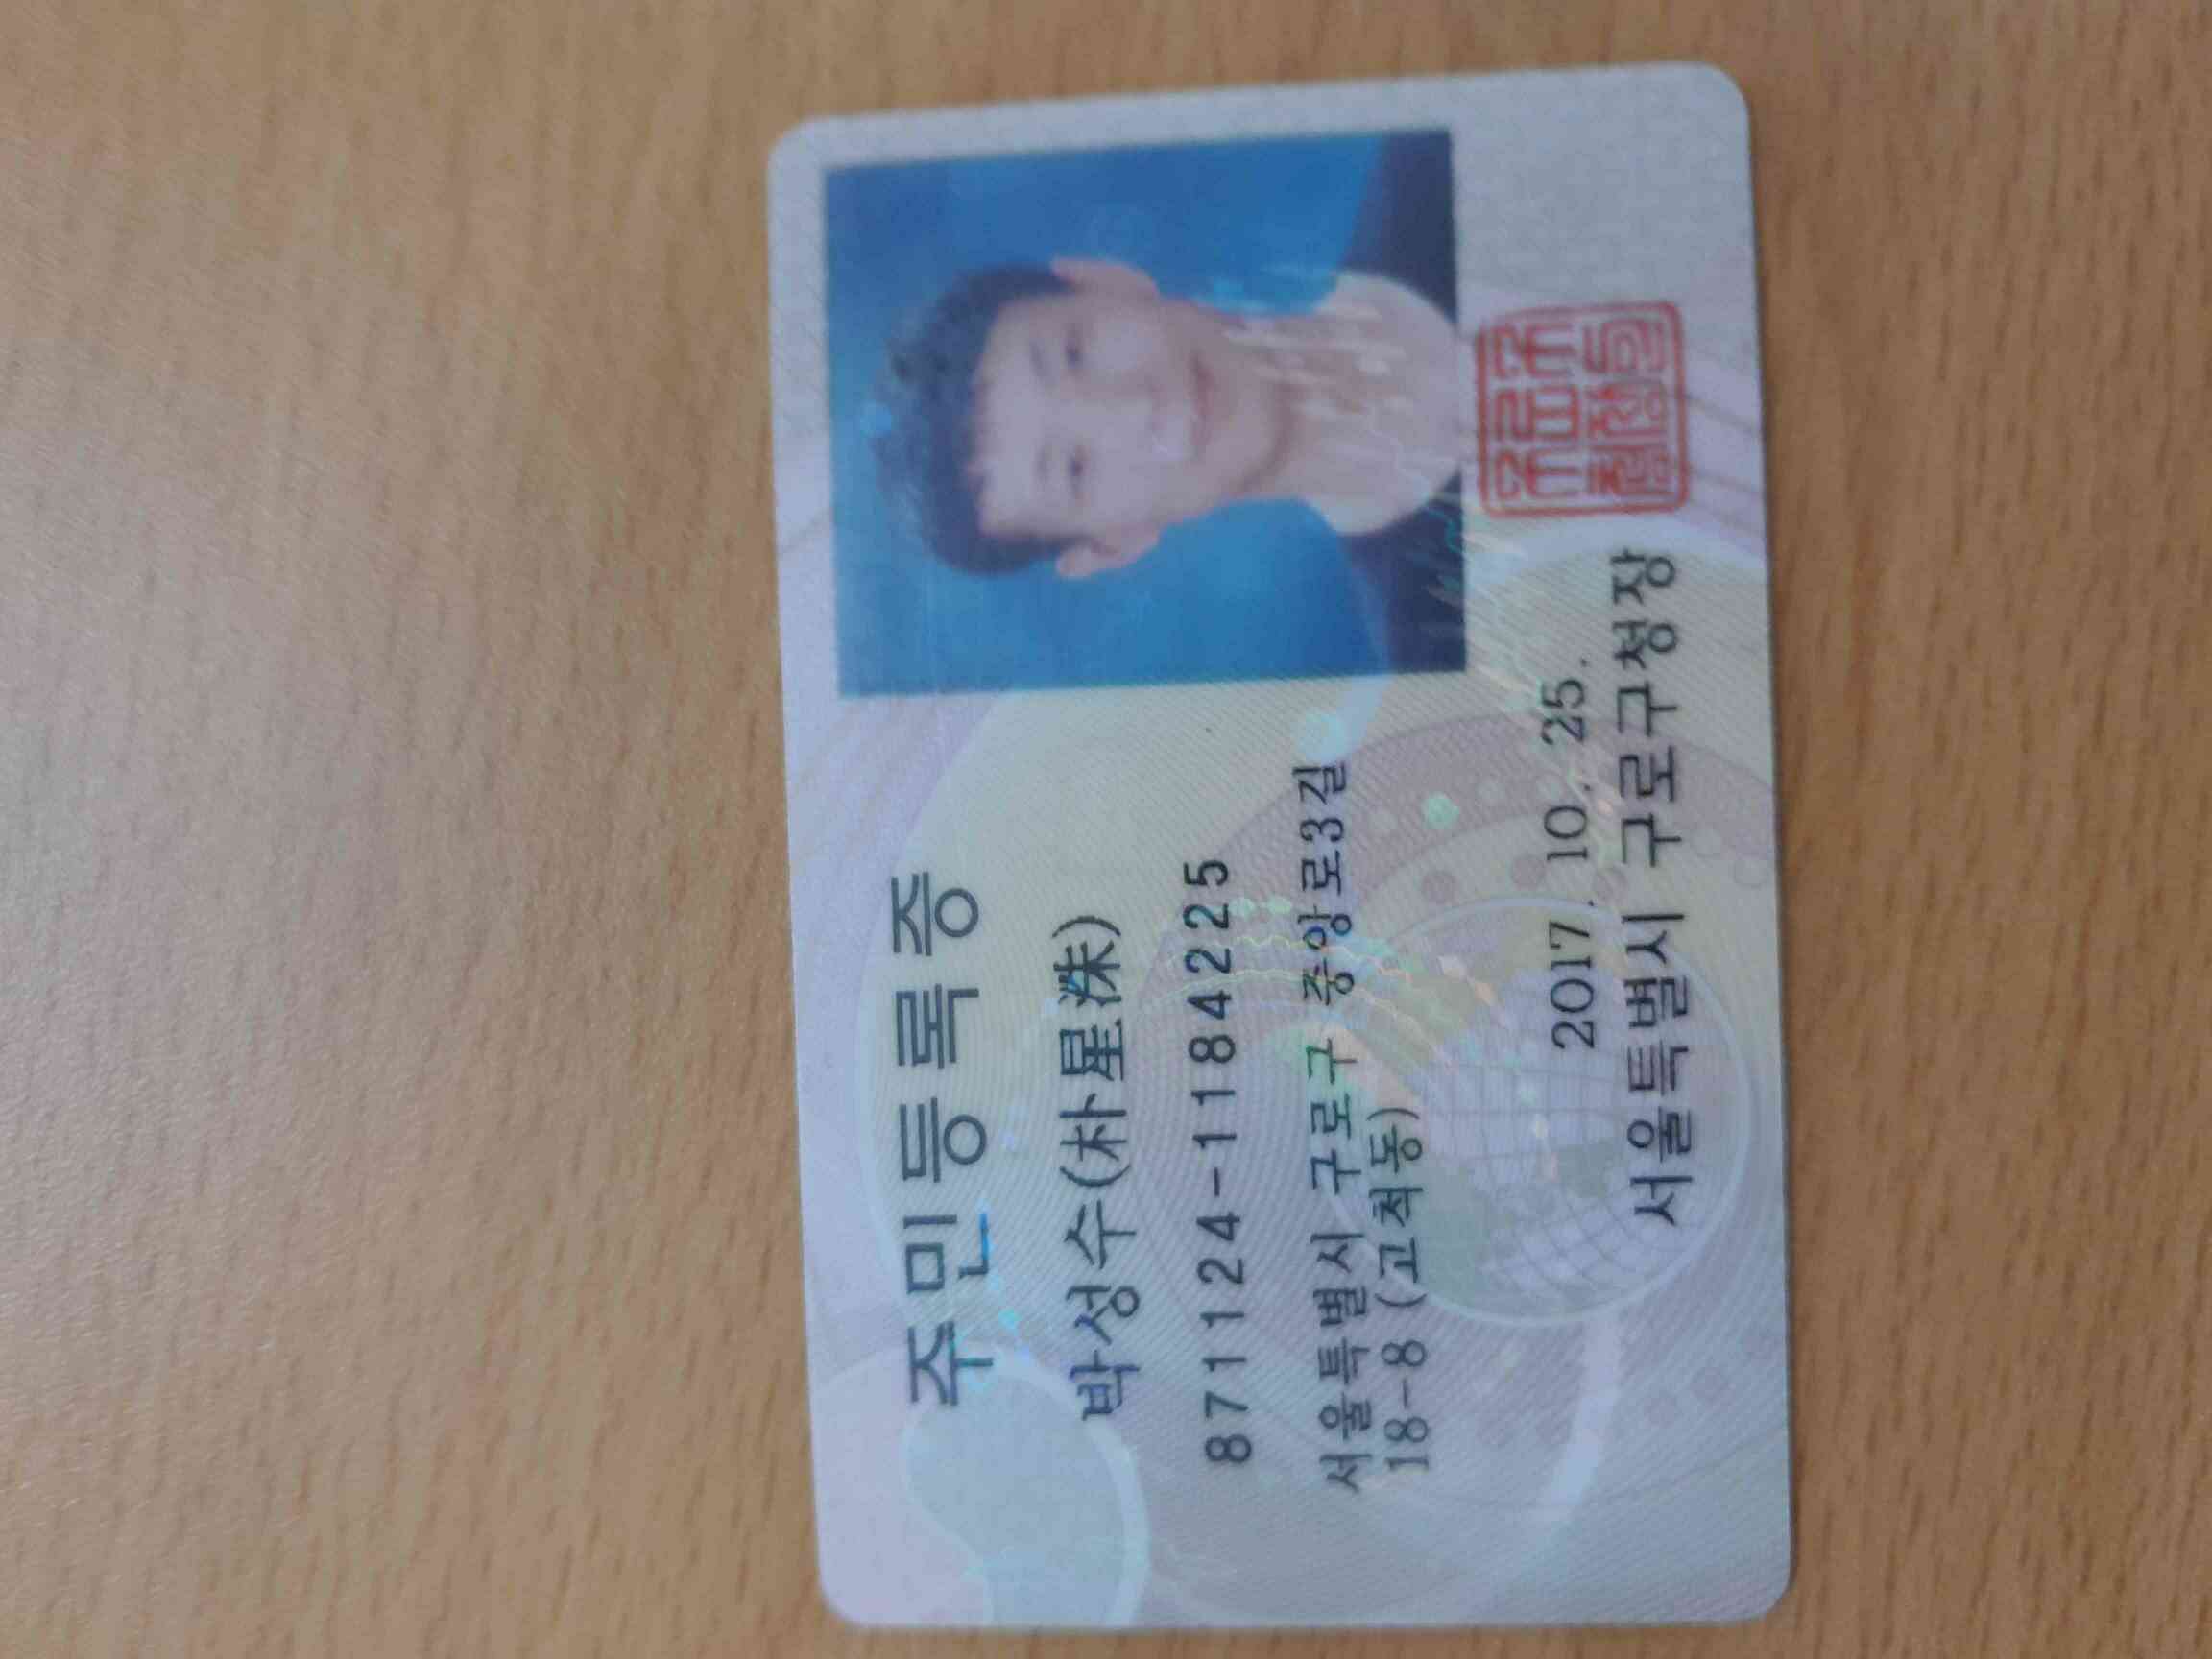 주민등록증
박성수(朴星洙)
871124-1184225
서울특별시 구로구 중앙로3길
18-8 (고척동)
2017. 10. 25.
서울특별시 구로구청장